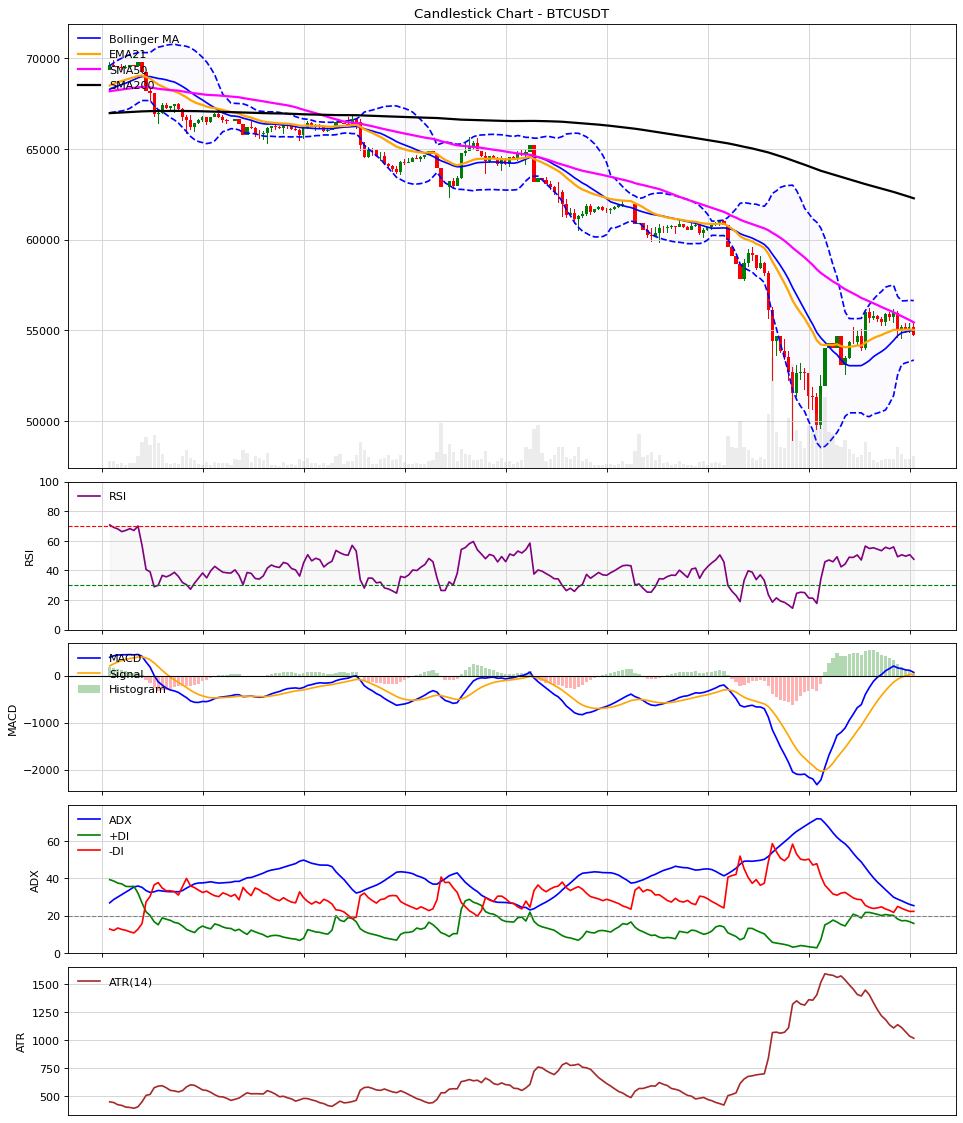 Candlestick Chart - BTCUSDT
Bollinger MA
EMA21
SMA50
SMA200
70000
65000
60000
55000
50000
RSI
RSI
100
80
60
40
20
0
MACD
Signal
Histogram
MACD
0
−1000
−2000
ADX
+DI
-DI
ADX
60
40
20
0
ATR(14)
ATR
1500
1250
1000
750
500